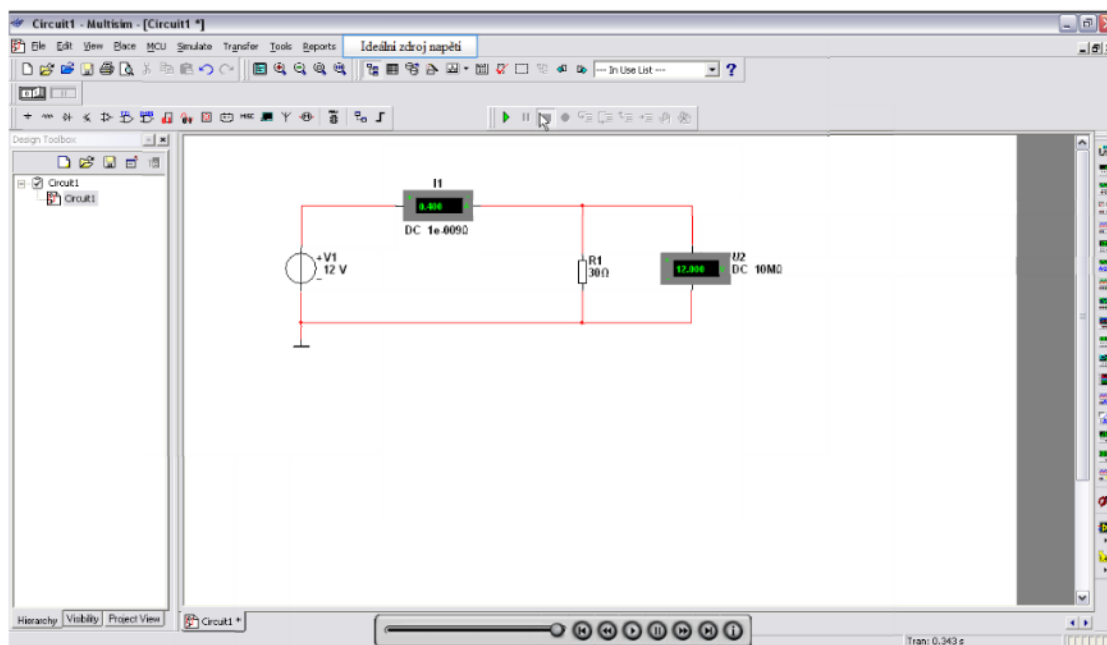 Circuit1 - Multisim - [Circuit1 *]
File Edit View Place MCU Simulate Transfer Tools Reports
Ideální zdroj napětí
--- In Use List ---
Design Toolbox
Circuit1
Circuit1
I1
0.400
DC 1e-009Ω
V1
12 V
R1
30Ω
U2
12.000
DC 10MΩ
Hierarchy Visibility Project View
Circuit1 *
Tran: 0.343 s